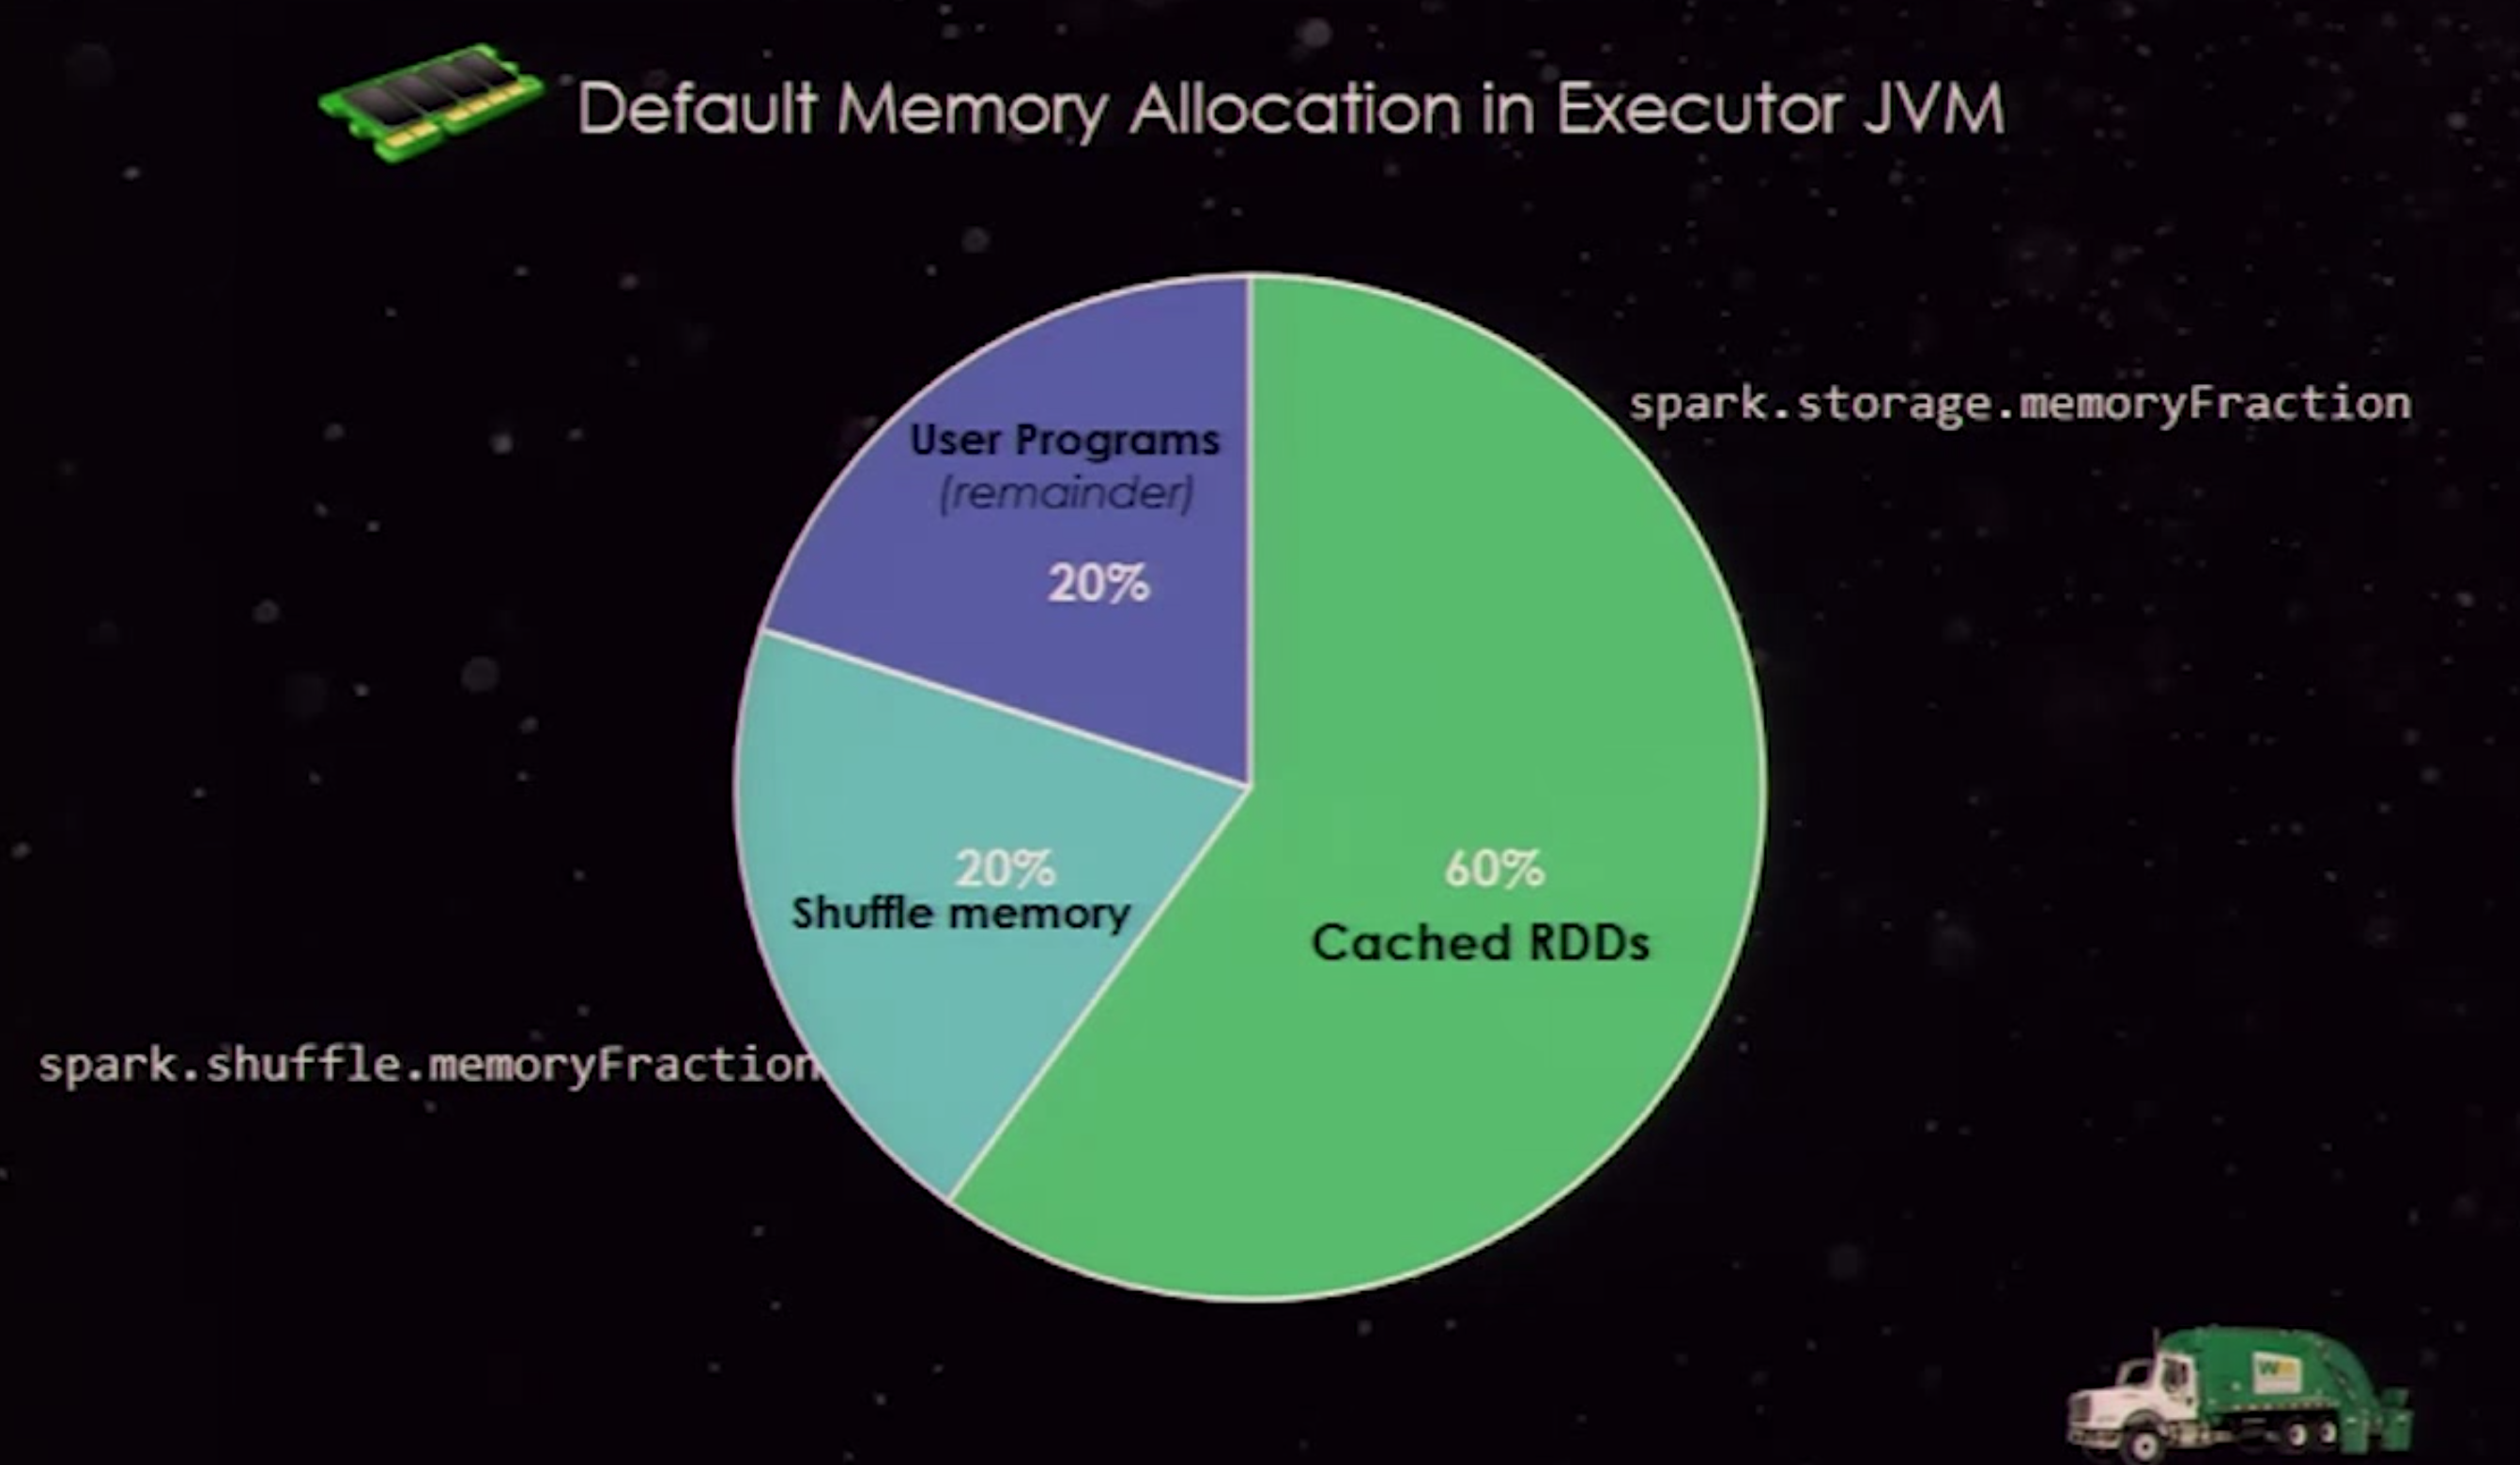 Default Memory Allocation in Executor JVM
spark.storage.memoryFraction
User Programs
(remainder)
20%
20%
Shuffle memory
60%
Cached RDDs
spark.shuffle.memoryFraction
WM